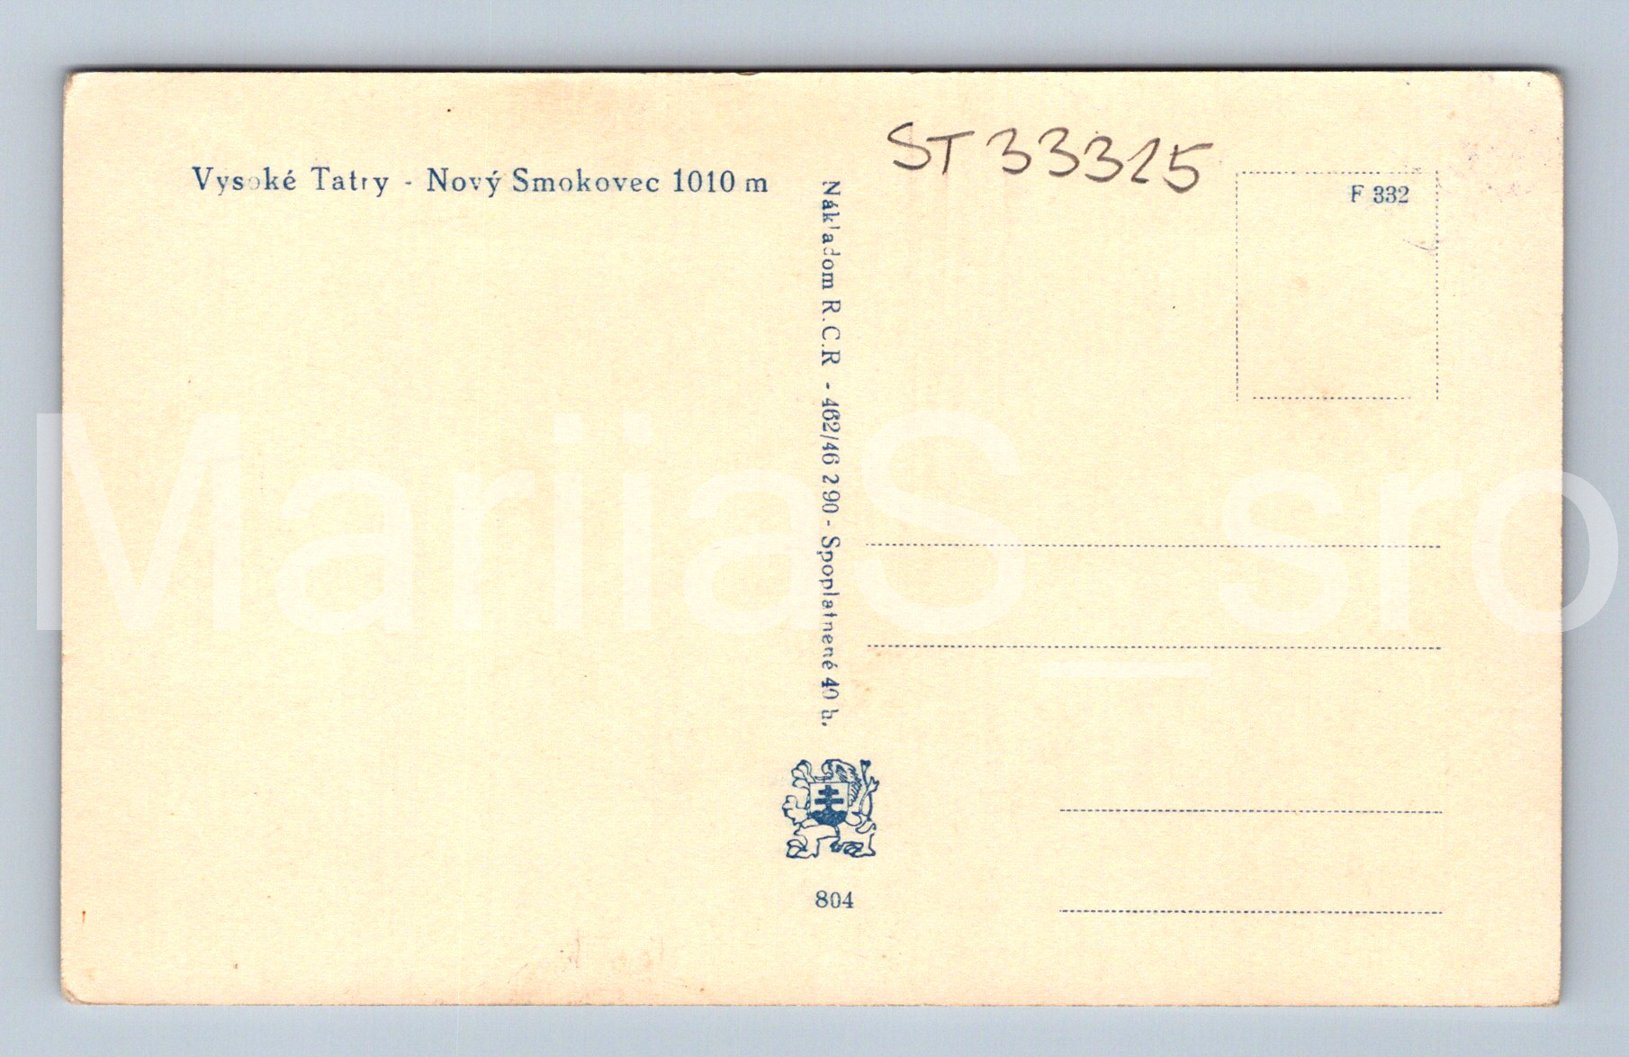 Vysoké Tatry - Nový Smokovec 1010 m
ST 33325
F 332
Nákladom R.C.R - 462/46 2 90 - Spoplatnené 40 h.
804
MariiaS_sro